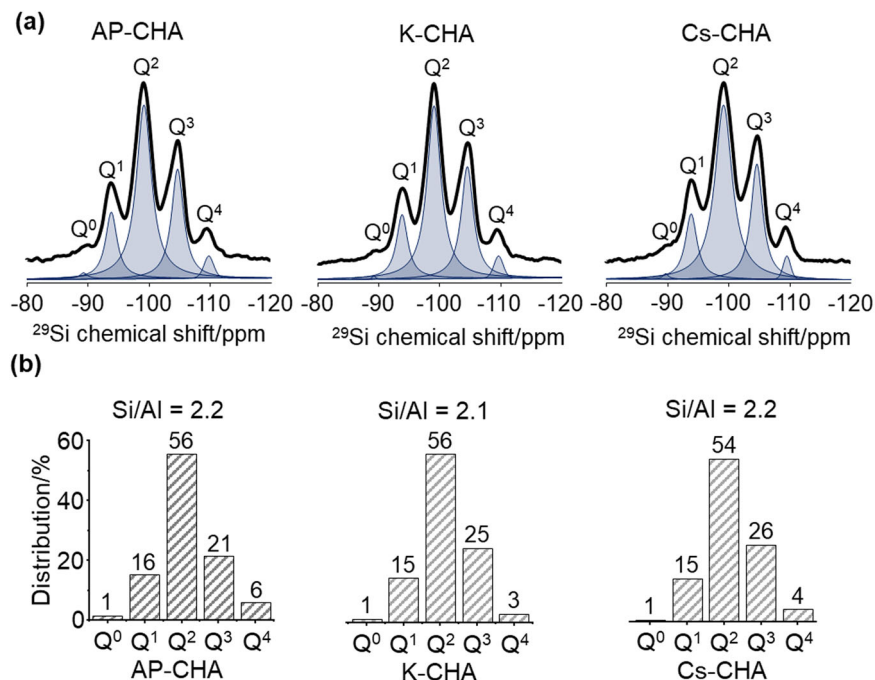 (a)
AP-CHA
K-CHA
Cs-CHA
Q⁰ Q¹ Q² Q³ Q⁴
Q⁰ Q¹ Q² Q³ Q⁴
Q⁰ Q¹ Q² Q³ Q⁴
-80 -90 -100 -110 -120
-80 -90 -100 -110 -120
-80 -90 -100 -110 -120
²⁹Si chemical shift/ppm
²⁹Si chemical shift/ppm
²⁹Si chemical shift/ppm
(b)
Si/Al = 2.2
Si/Al = 2.1
Si/Al = 2.2
Distribution/%
60
40
20
0
1 16 56 21 6
1 15 56 25 3
1 15 54 26 4
Q⁰ Q¹ Q² Q³ Q⁴
Q⁰ Q¹ Q² Q³ Q⁴
Q⁰ Q¹ Q² Q³ Q⁴
AP-CHA
K-CHA
Cs-CHA